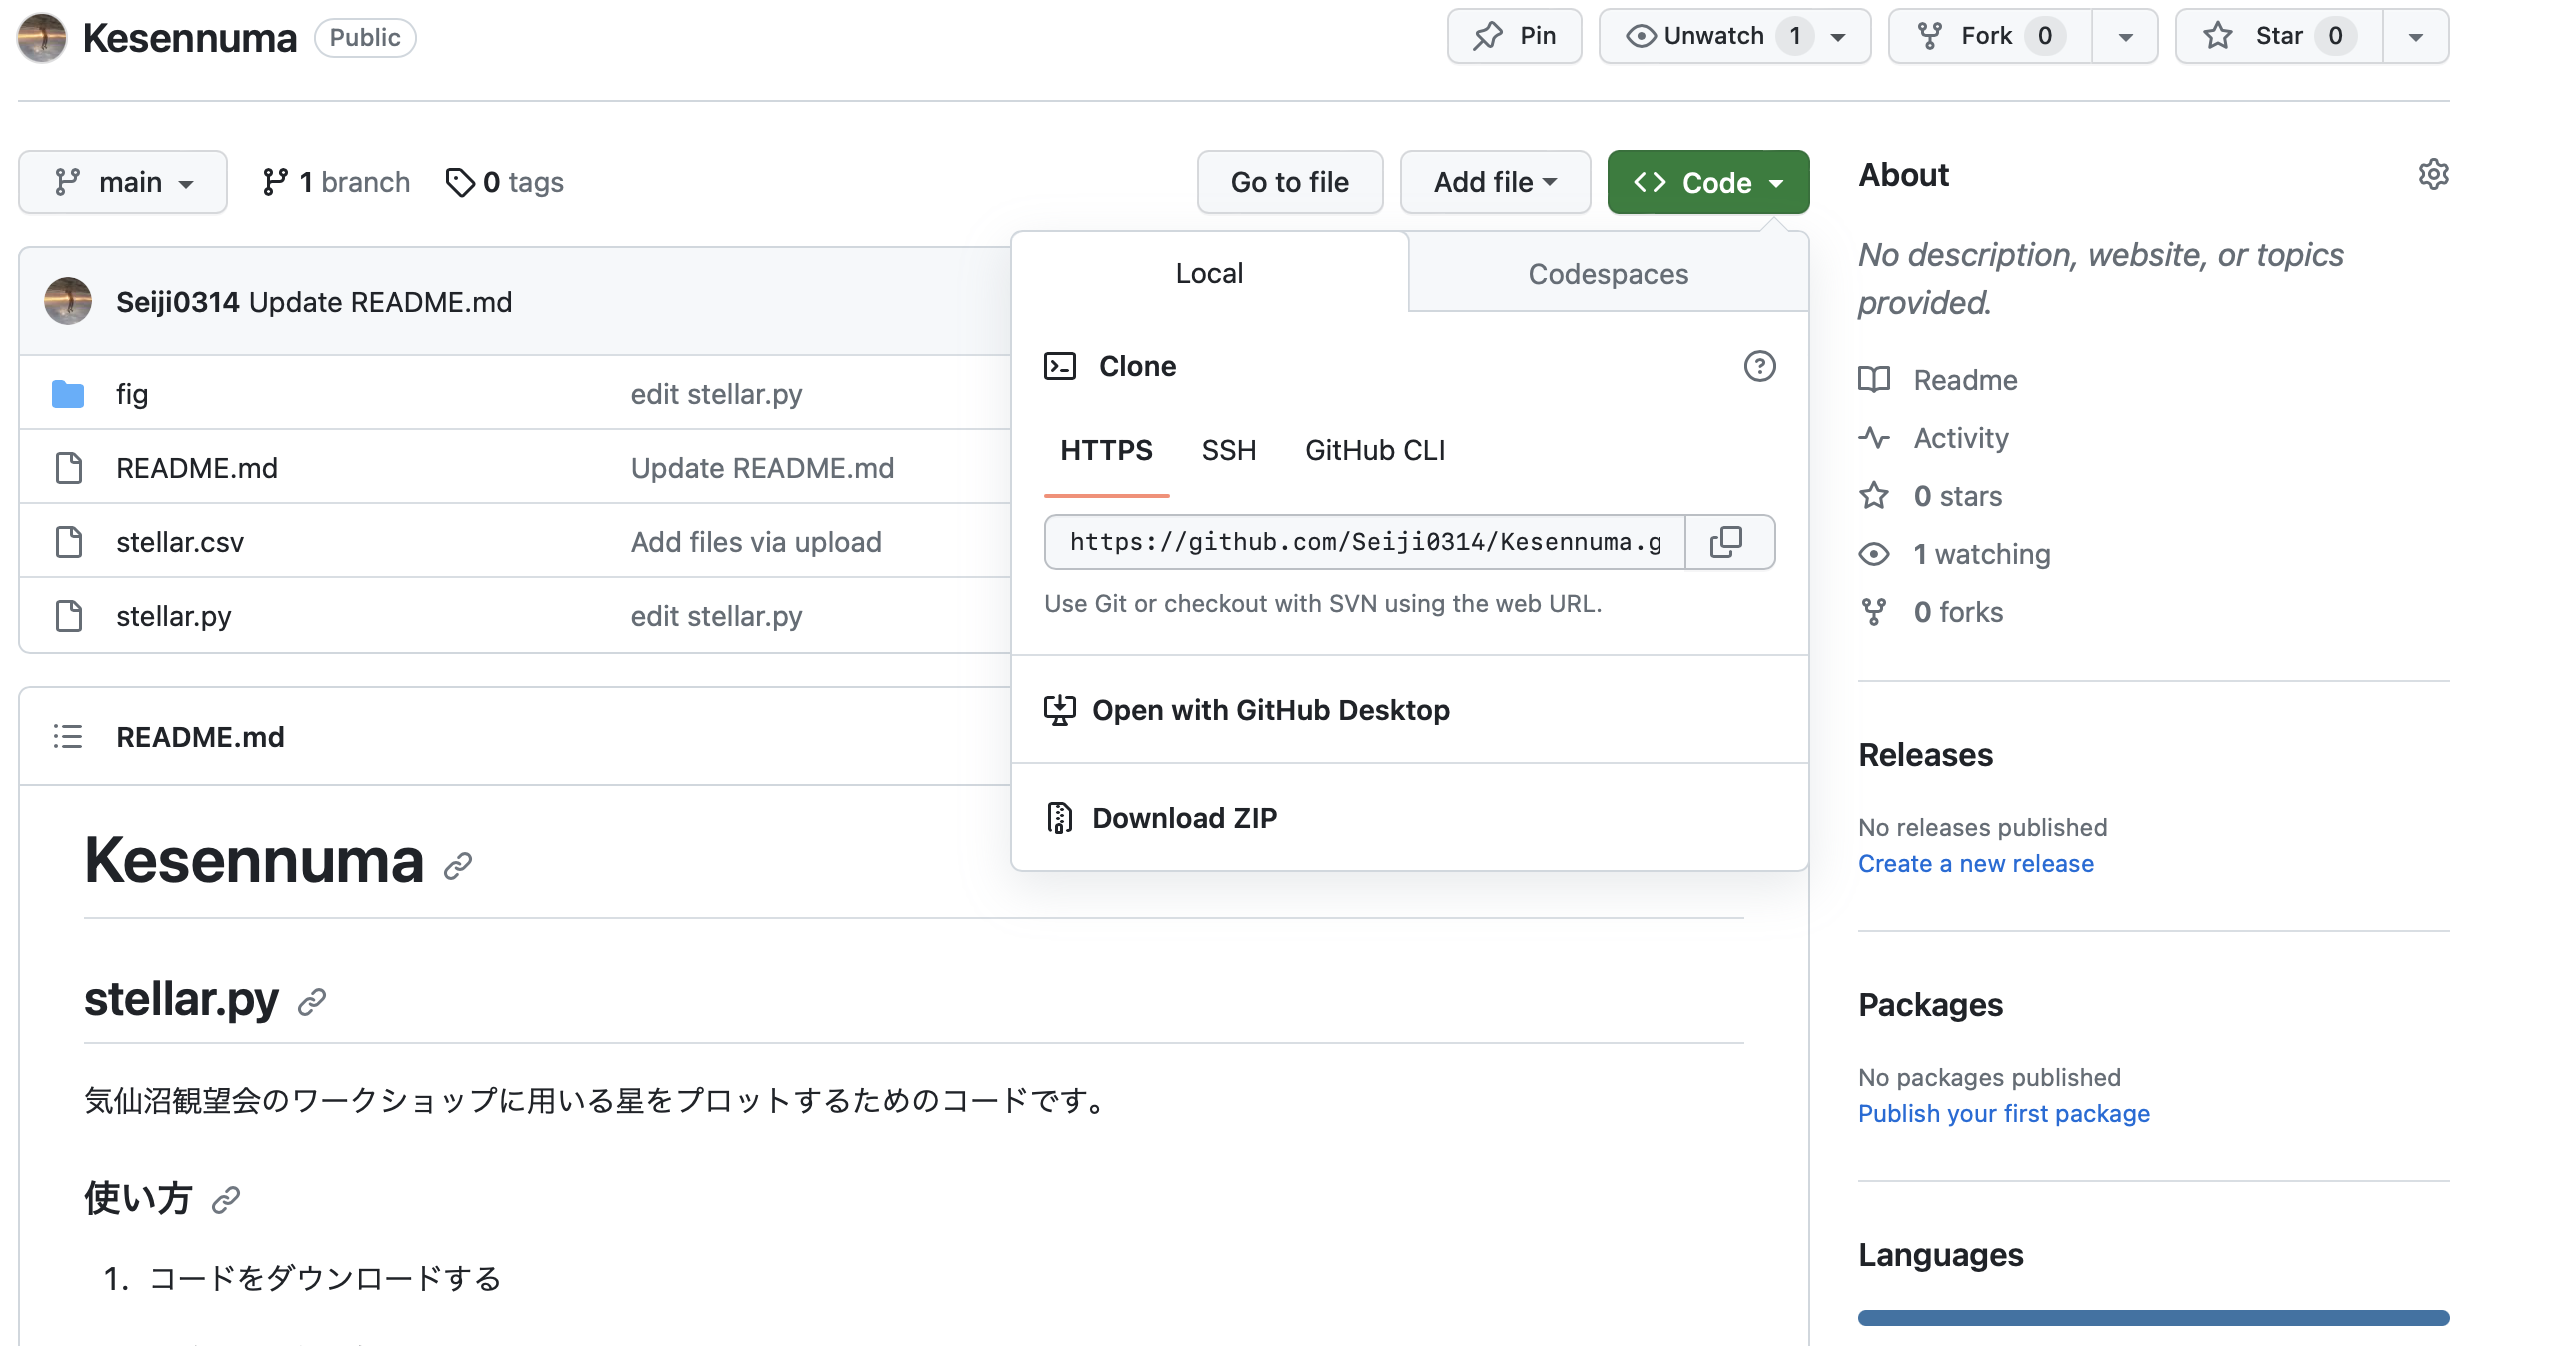 Kesennuma Public
Pin Unwatch 1 Fork 0 Star 0
main 1 branch 0 tags
Go to file Add file Code
Seiji0314 Update README.md
fig edit stellar.py
README.md Update README.md
stellar.csv Add files via upload
stellar.py edit stellar.py
Local Codespaces
Clone
HTTPS SSH GitHub CLI
https://github.com/Seiji0314/Kesennuma.g
Use Git or checkout with SVN using the web URL.
Open with GitHub Desktop
Download ZIP
README.md
Kesennuma
stellar.py
気仙沼観望会のワークショップに用いる星をプロットするためのコードです。
使い方
1. コードをダウンロードする
About
No description, website, or topics
provided.
Readme
Activity
0 stars
1 watching
0 forks
Releases
No releases published
Create a new release
Packages
No packages published
Publish your first package
Languages